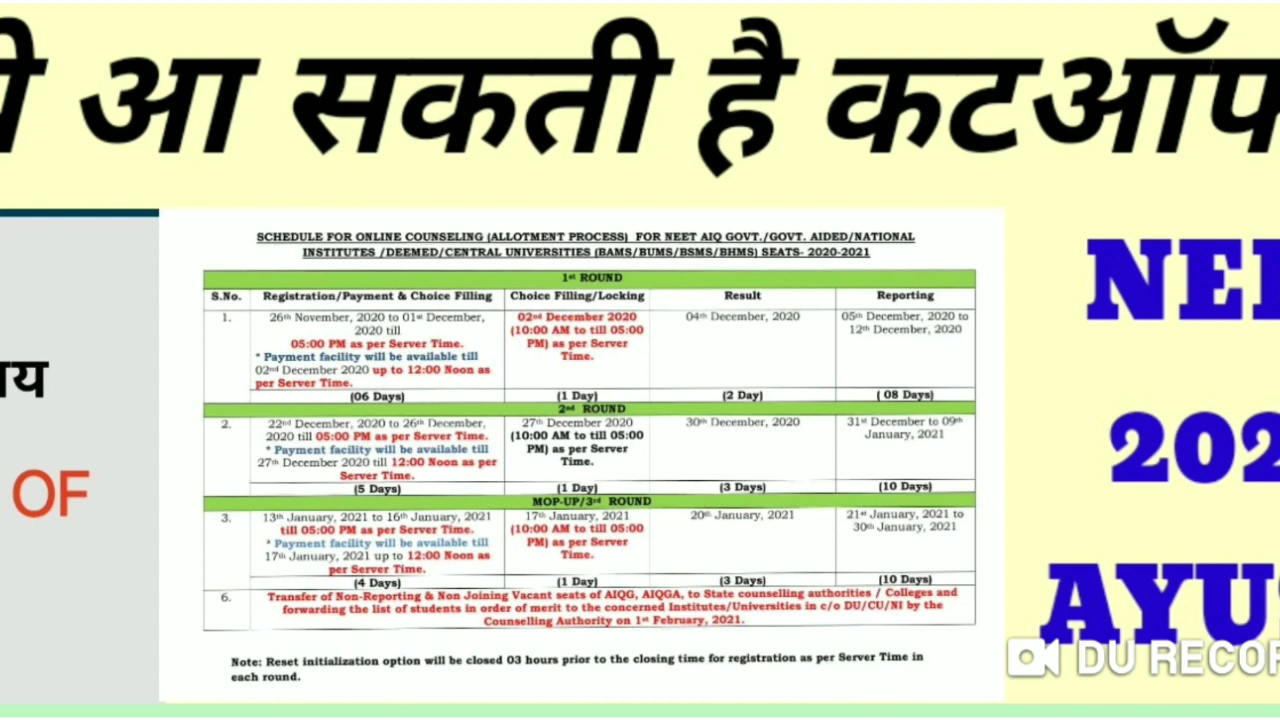 आ सकती है कटऑफ
SCHEDULE FOR ONLINE COUNSELING (ALLOTMENT PROCESS) FOR NEET AIQ GOVT./GOVT. AIDED/NATIONAL
INSTITUTES /DEEMED/CENTRAL UNIVERSITIES (BAMS/BUMS/BSMS/BHMS) SEATS- 2020-2021
1st ROUND
S.No. Registration/Payment & Choice Filling Choice Filling/Locking Result Reporting
1. 26th November, 2020 to 01st December, 02nd December 2020 04th December, 2020 05th December, 2020 to
2020 till (10:00 AM to till 05:00 12th December, 2020
05:00 PM as per Server Time. PM) as per Server
* Payment facility will be available till Time.
02nd December 2020 up to 12:00 Noon as
per Server Time.
(06 Days) (1 Day) (2 Day) ( 08 Days)
2nd ROUND
2. 22nd December, 2020 to 26th December, 27th December 2020 30th December, 2020 31st December to 09th
2020 till 05:00 PM as per Server Time. (10:00 AM to till 05:00 January, 2021
* Payment facility will be available till PM) as per Server
27th December 2020 till 12:00 Noon as per Time.
Server Time.
(5 Days) (1 Day) (3 Days) (10 Days)
MOP-UP/3rd ROUND
3. 13th January, 2021 to 16th January, 2021 17th January, 2021 20th January, 2021 21st January, 2021 to
till 05:00 PM as per Server Time. (10:00 AM to till 05:00 30th January, 2021
* Payment facility will be available till PM) as per Server
17th January, 2021 up to 12:00 Noon as Time.
per Server Time.
(4 Days) (1 Day) (3 Days) (10 Days)
6. Transfer of Non-Reporting & Non Joining Vacant seats of AIQG, AIQGA, to State counselling authorities / Colleges and
forwarding the list of students in order of merit to the concerned Institutes/Universities in c/o DU/CU/NI by the
Counselling Authority on 1st February, 2021.
Note: Reset initialization option will be closed 03 hours prior to the closing time for registration as per Server Time in
each round.
OF
NEE
202
AYU
DU RECOR